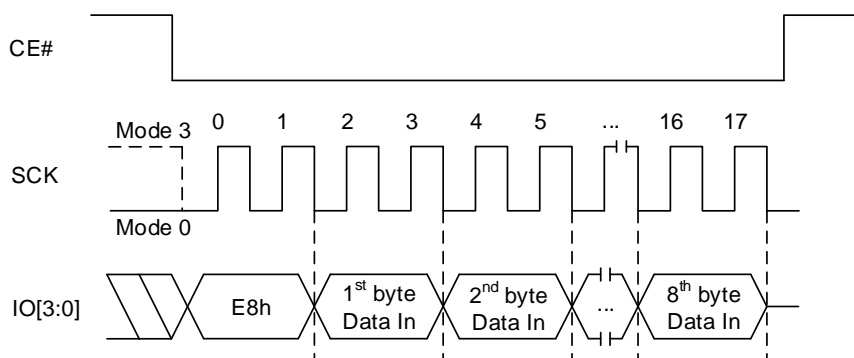 CE#
Mode 3
0 1 2 3 4 5 ... 16 17
SCK
Mode 0
IO[3:0]
E8h
1st byte
Data In
2nd byte
Data In
...
8th byte
Data In